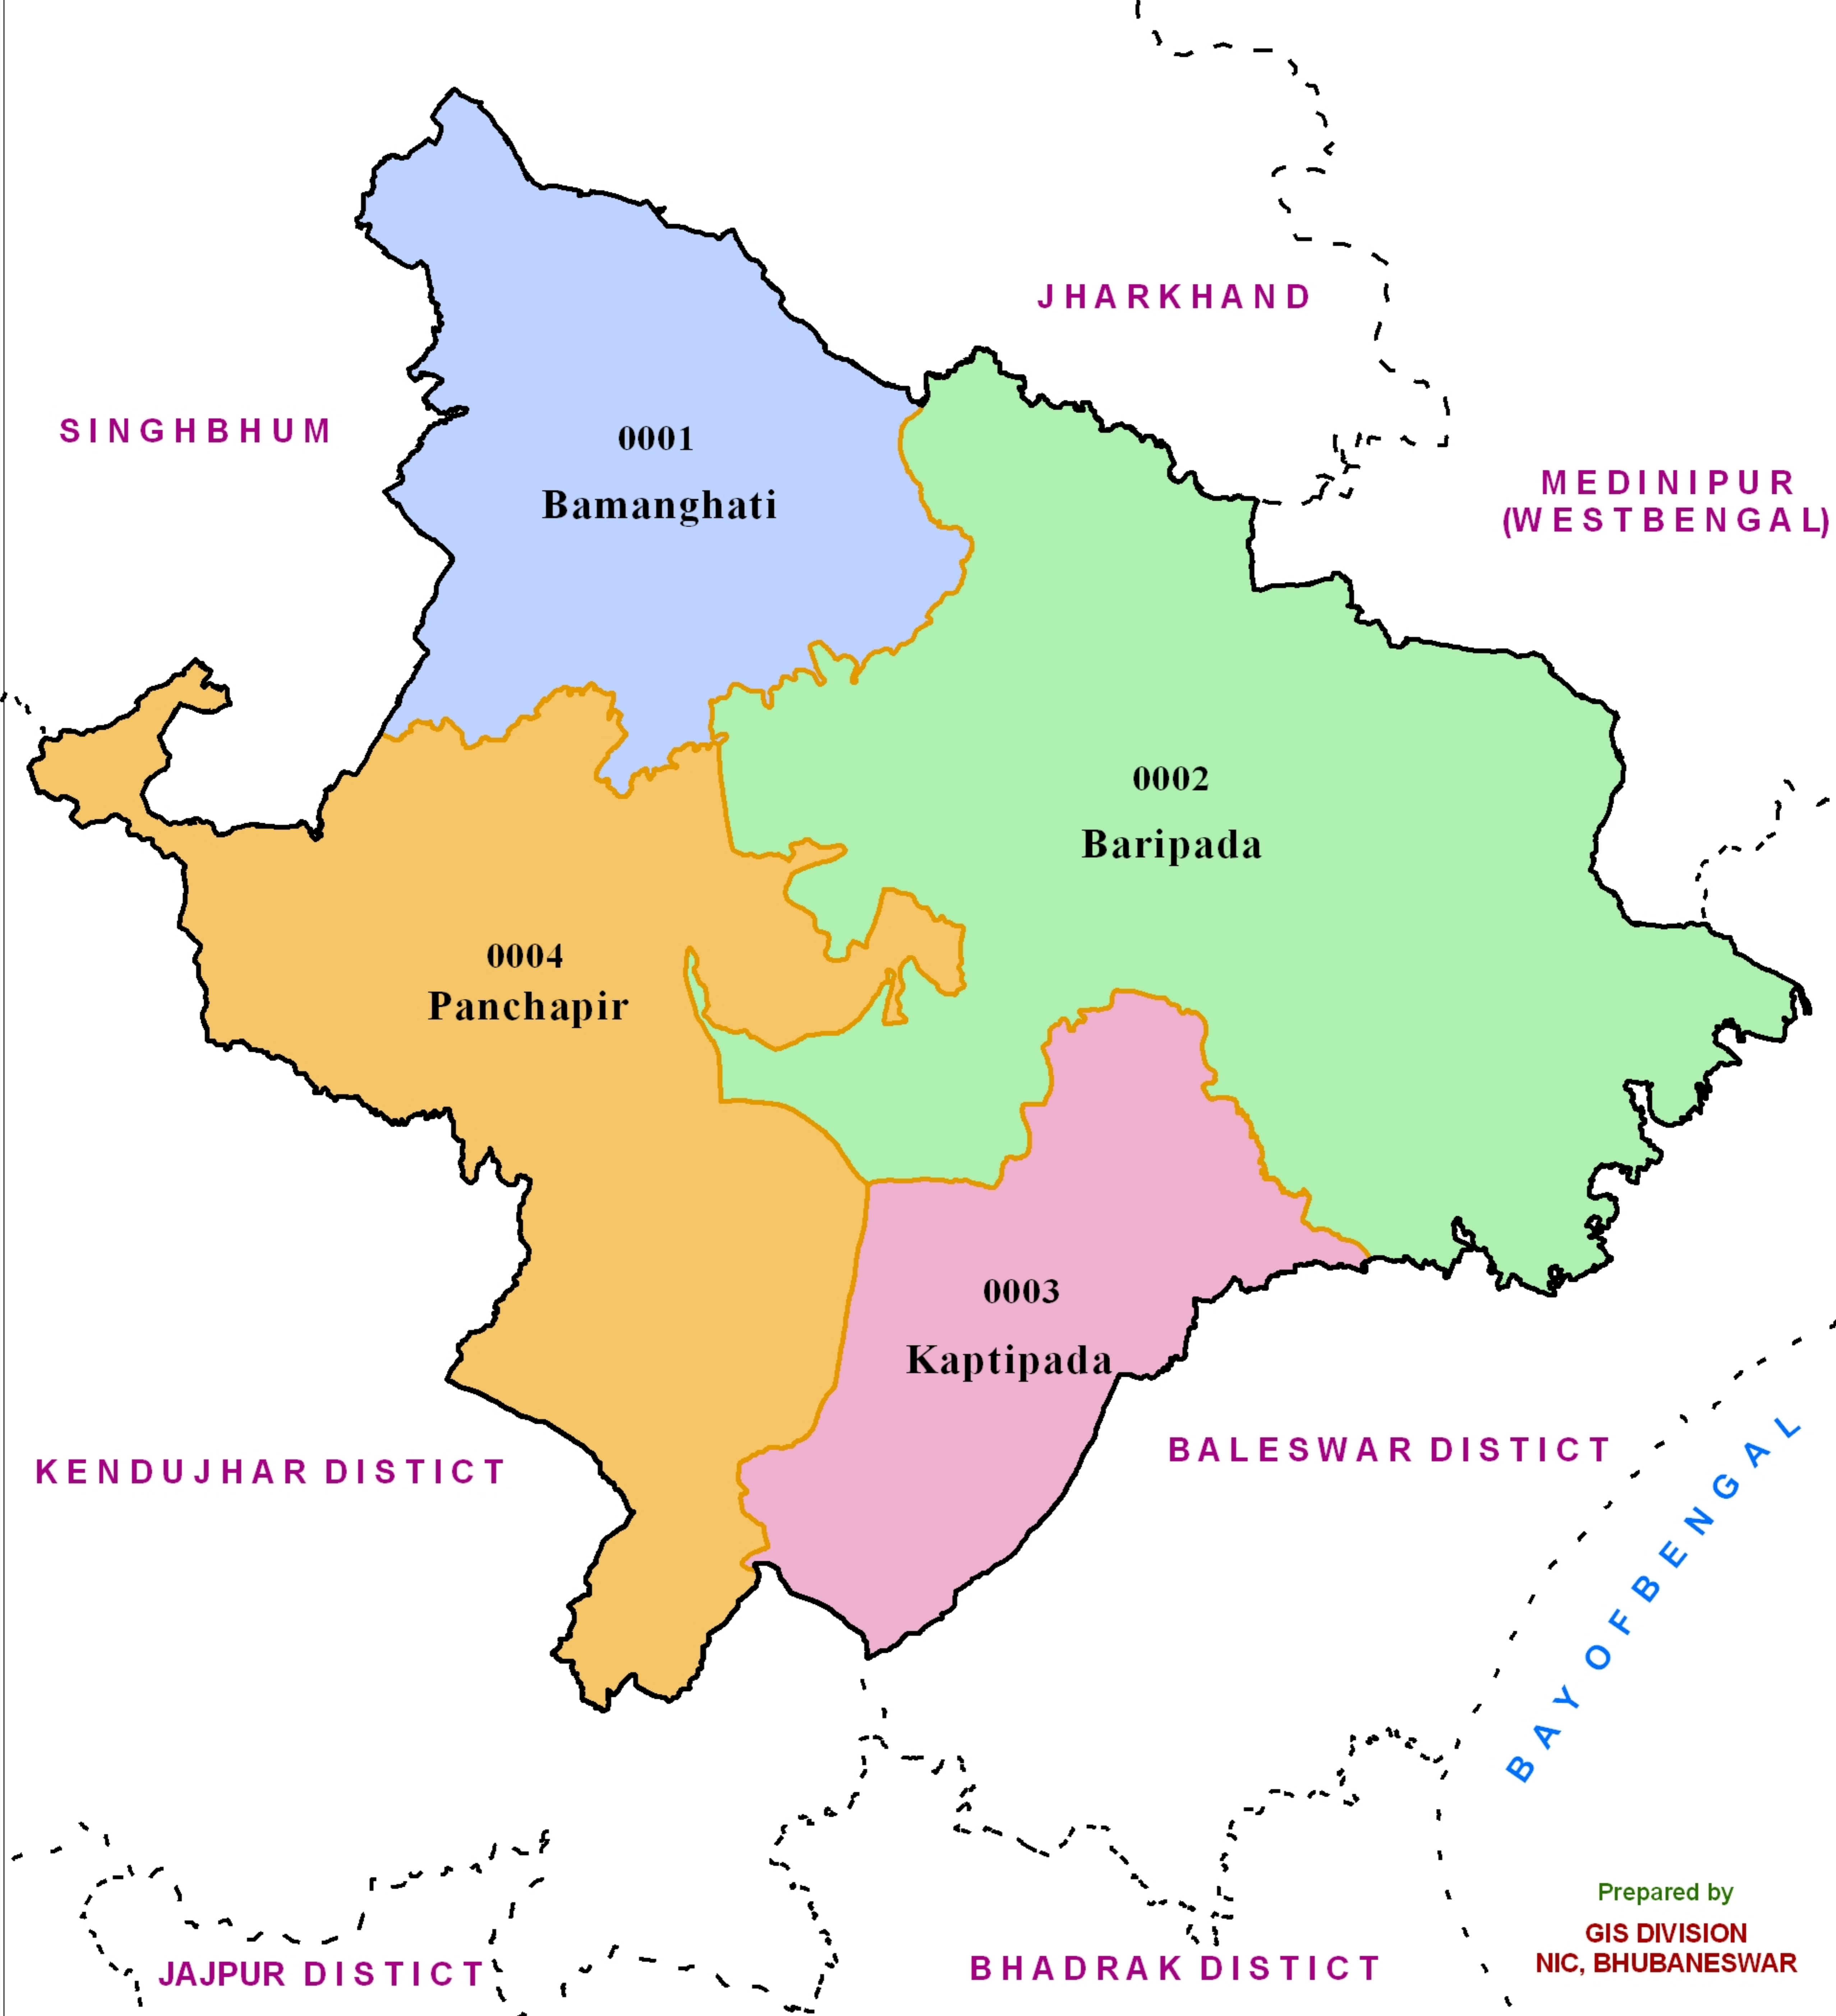 JHARKHAND
SINGHBHUM
0001
Bamanghati
MEDINIPUR
(WESTBENGAL)
0002
Baripada
0004
Panchapir
0003
Kaptipada
KENDUJHAR DISTICT
BALESWAR DISTICT
BAY OF BENGAL
Prepared by
GIS DIVISION
NIC, BHUBANESWAR
JAJPUR DISTICT
BHADRAK DISTICT